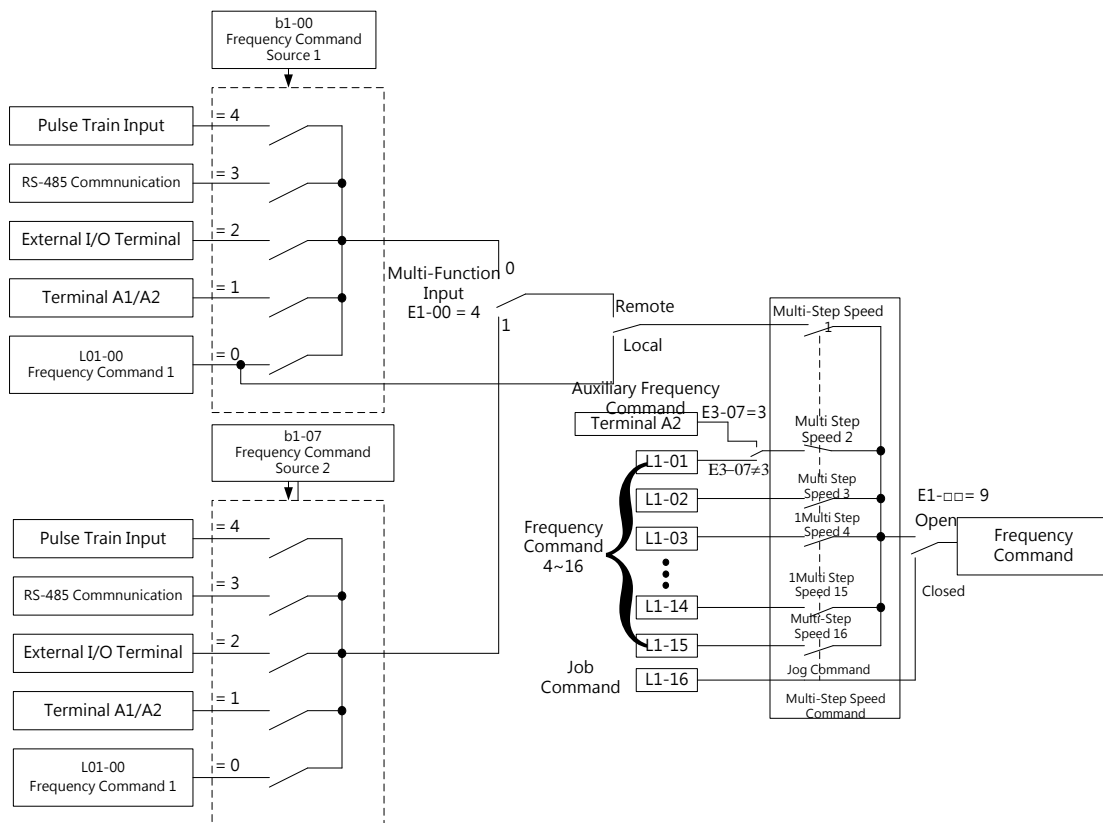 b1-00
Frequency Command
Source 1
Pulse Train Input
= 4
RS-485 Commnunication
= 3
External I/O Terminal
= 2
Terminal A1/A2
= 1
L01-00
Frequency Command 1
= 0
Multi-Function
Input
E1-00 = 4
0
1
Remote
Local
Multi-Step Speed
1
Auxiliary Frequency
Command
Terminal A2
E3-07=3
E3-07≠3
Multi Step
Speed 2
L1-01
L1-02
Multi Step
Speed 3
L1-03
1Multi Step
Speed 4
Frequency
Command
4~16
L1-14
1Multi Step
Speed 15
L1-15
Multi-Step
Speed 16
Job
Command
L1-16
Jog Command
Multi-Step Speed
Command
E1-□□= 9
Open
Closed
Frequency
Command
b1-07
Frequency Command
Source 2
Pulse Train Input
= 4
RS-485 Commnunication
= 3
External I/O Terminal
= 2
Terminal A1/A2
= 1
L01-00
Frequency Command 1
= 0